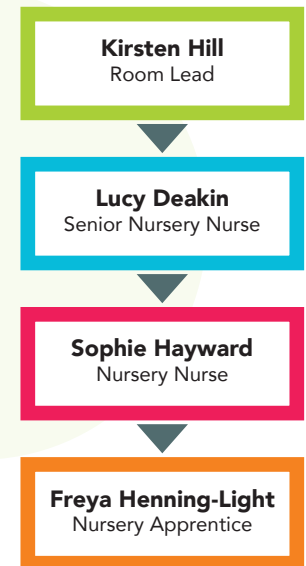 Kirsten Hill
Room Lead
Lucy Deakin
Senior Nursery Nurse
Sophie Hayward
Nursery Nurse
Freya Henning-Light
Nursery Apprentice